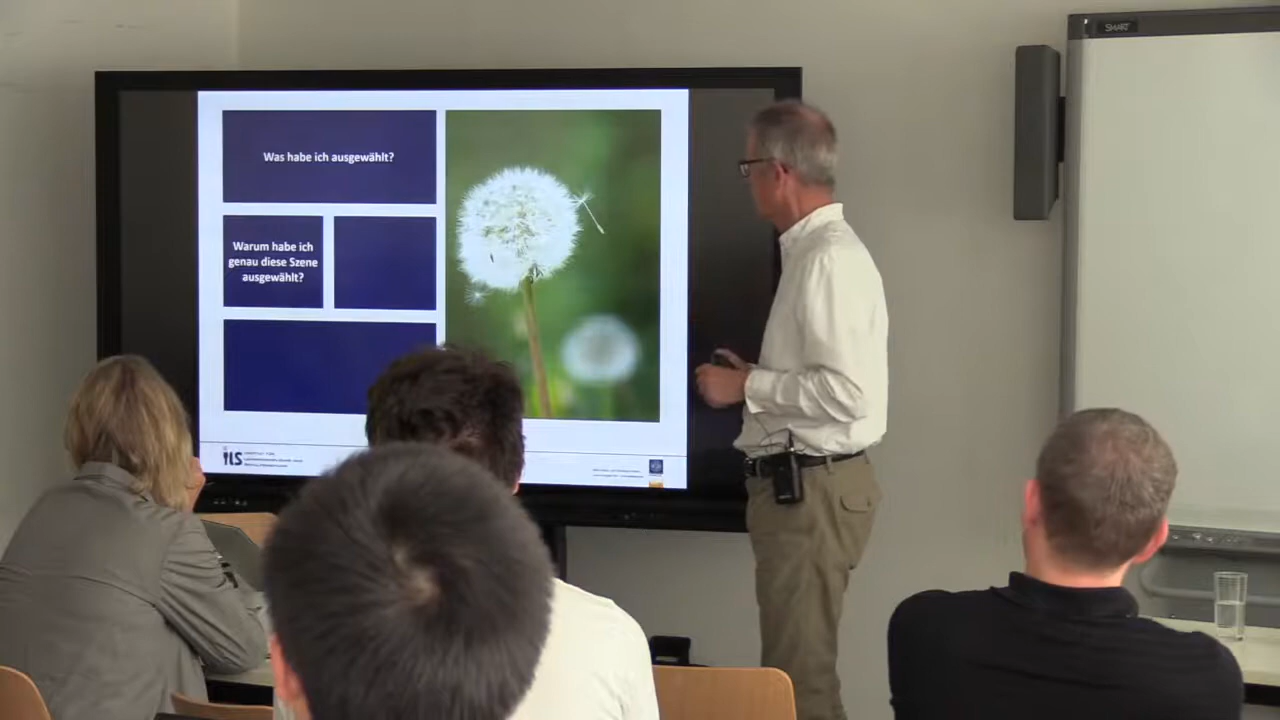 SMART
Was habe ich ausgewählt?
Warum habe ich
genau diese Szene
ausgewählt?
ILS